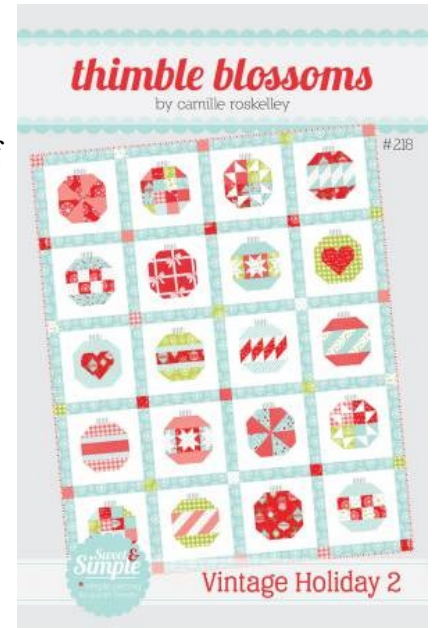 thimble blossoms
by camille roskelley
#218
Sweet &
Simple
Vintage Holiday 2